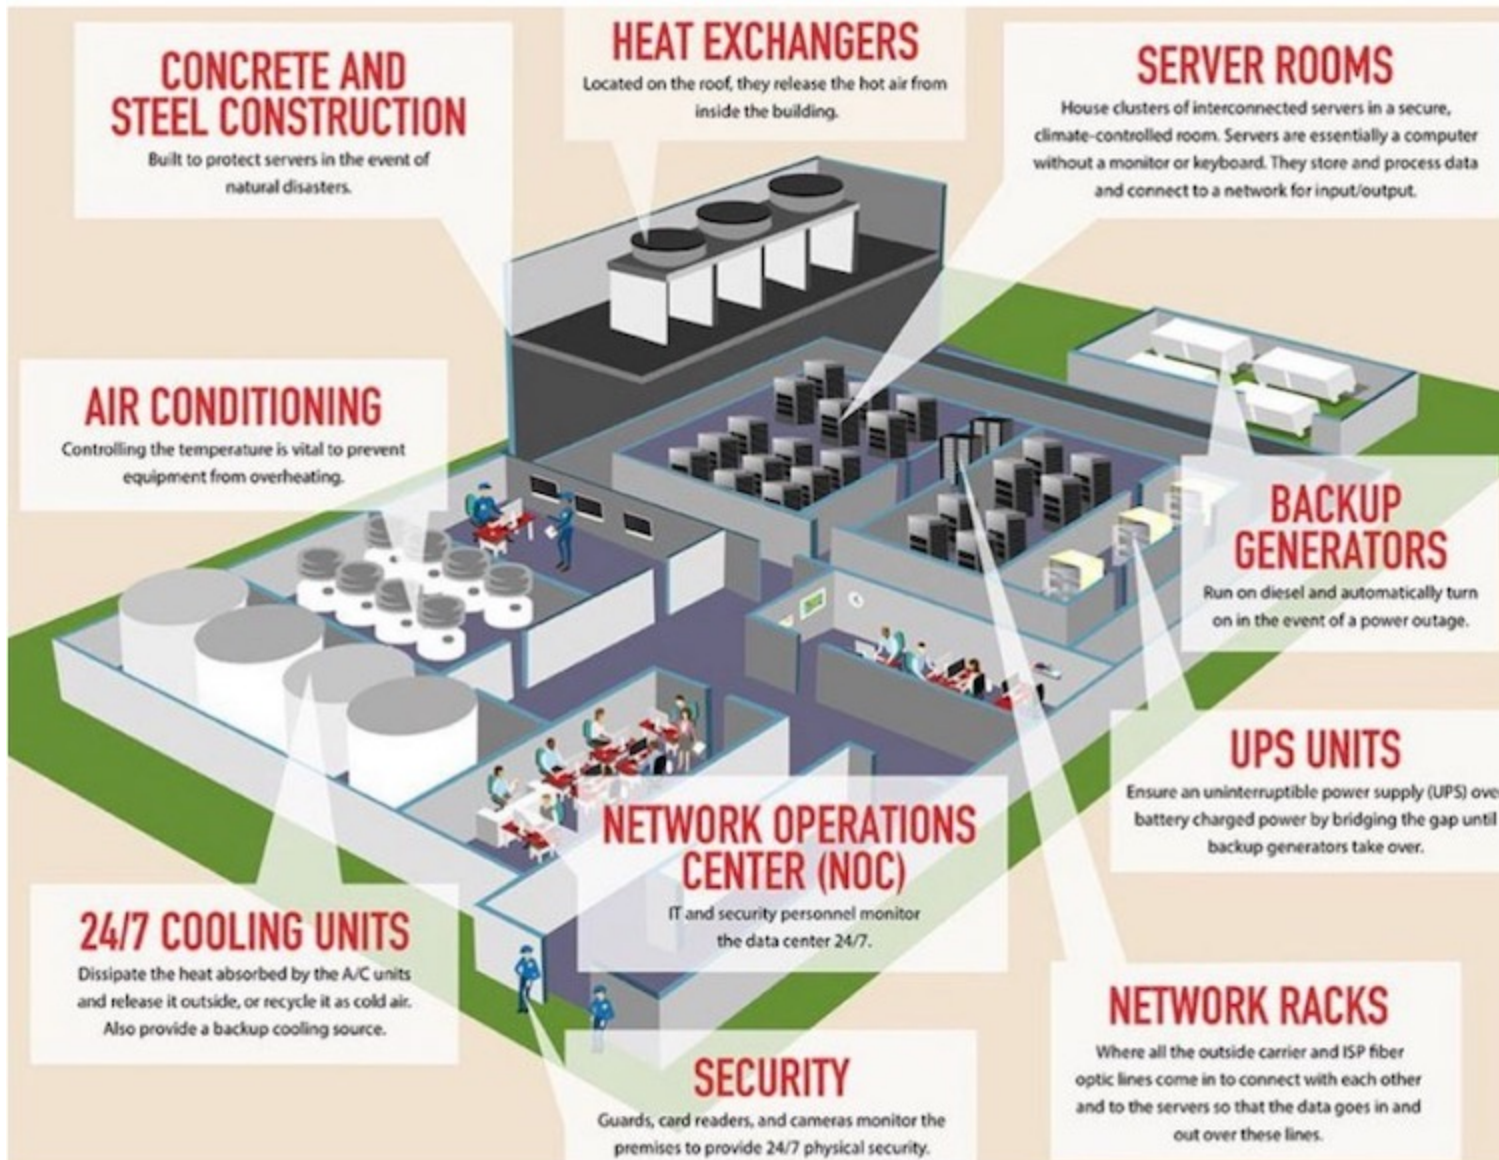 CONCRETE AND
STEEL CONSTRUCTION
Built to protect servers in the event of
natural disasters.
HEAT EXCHANGERS
Located on the roof, they release the hot air from
inside the building.
SERVER ROOMS
House clusters of interconnected servers in a secure,
climate-controlled room. Servers are essentially a computer
without a monitor or keyboard. They store and process data
and connect to a network for input/output.
AIR CONDITIONING
Controlling the temperature is vital to prevent
equipment from overheating.
BACKUP
GENERATORS
Run on diesel and automatically turn
on in the event of a power outage.
UPS UNITS
Ensure an uninterruptible power supply (UPS) ove
battery charged power by bridging the gap until
backup generators take over.
NETWORK OPERATIONS
CENTER (NOC)
IT and security personnel monitor
the data center 24/7.
24/7 COOLING UNITS
Dissipate the heat absorbed by the A/C units
and release it outside, or recycle it as cold air.
Also provide a backup cooling source.
SECURITY
Guards, card readers, and cameras monitor the
premises to provide 24/7 physical security.
NETWORK RACKS
Where all the outside carrier and ISP fiber
optic lines come in to connect with each other
and to the servers so that the data goes in and
out over these lines.